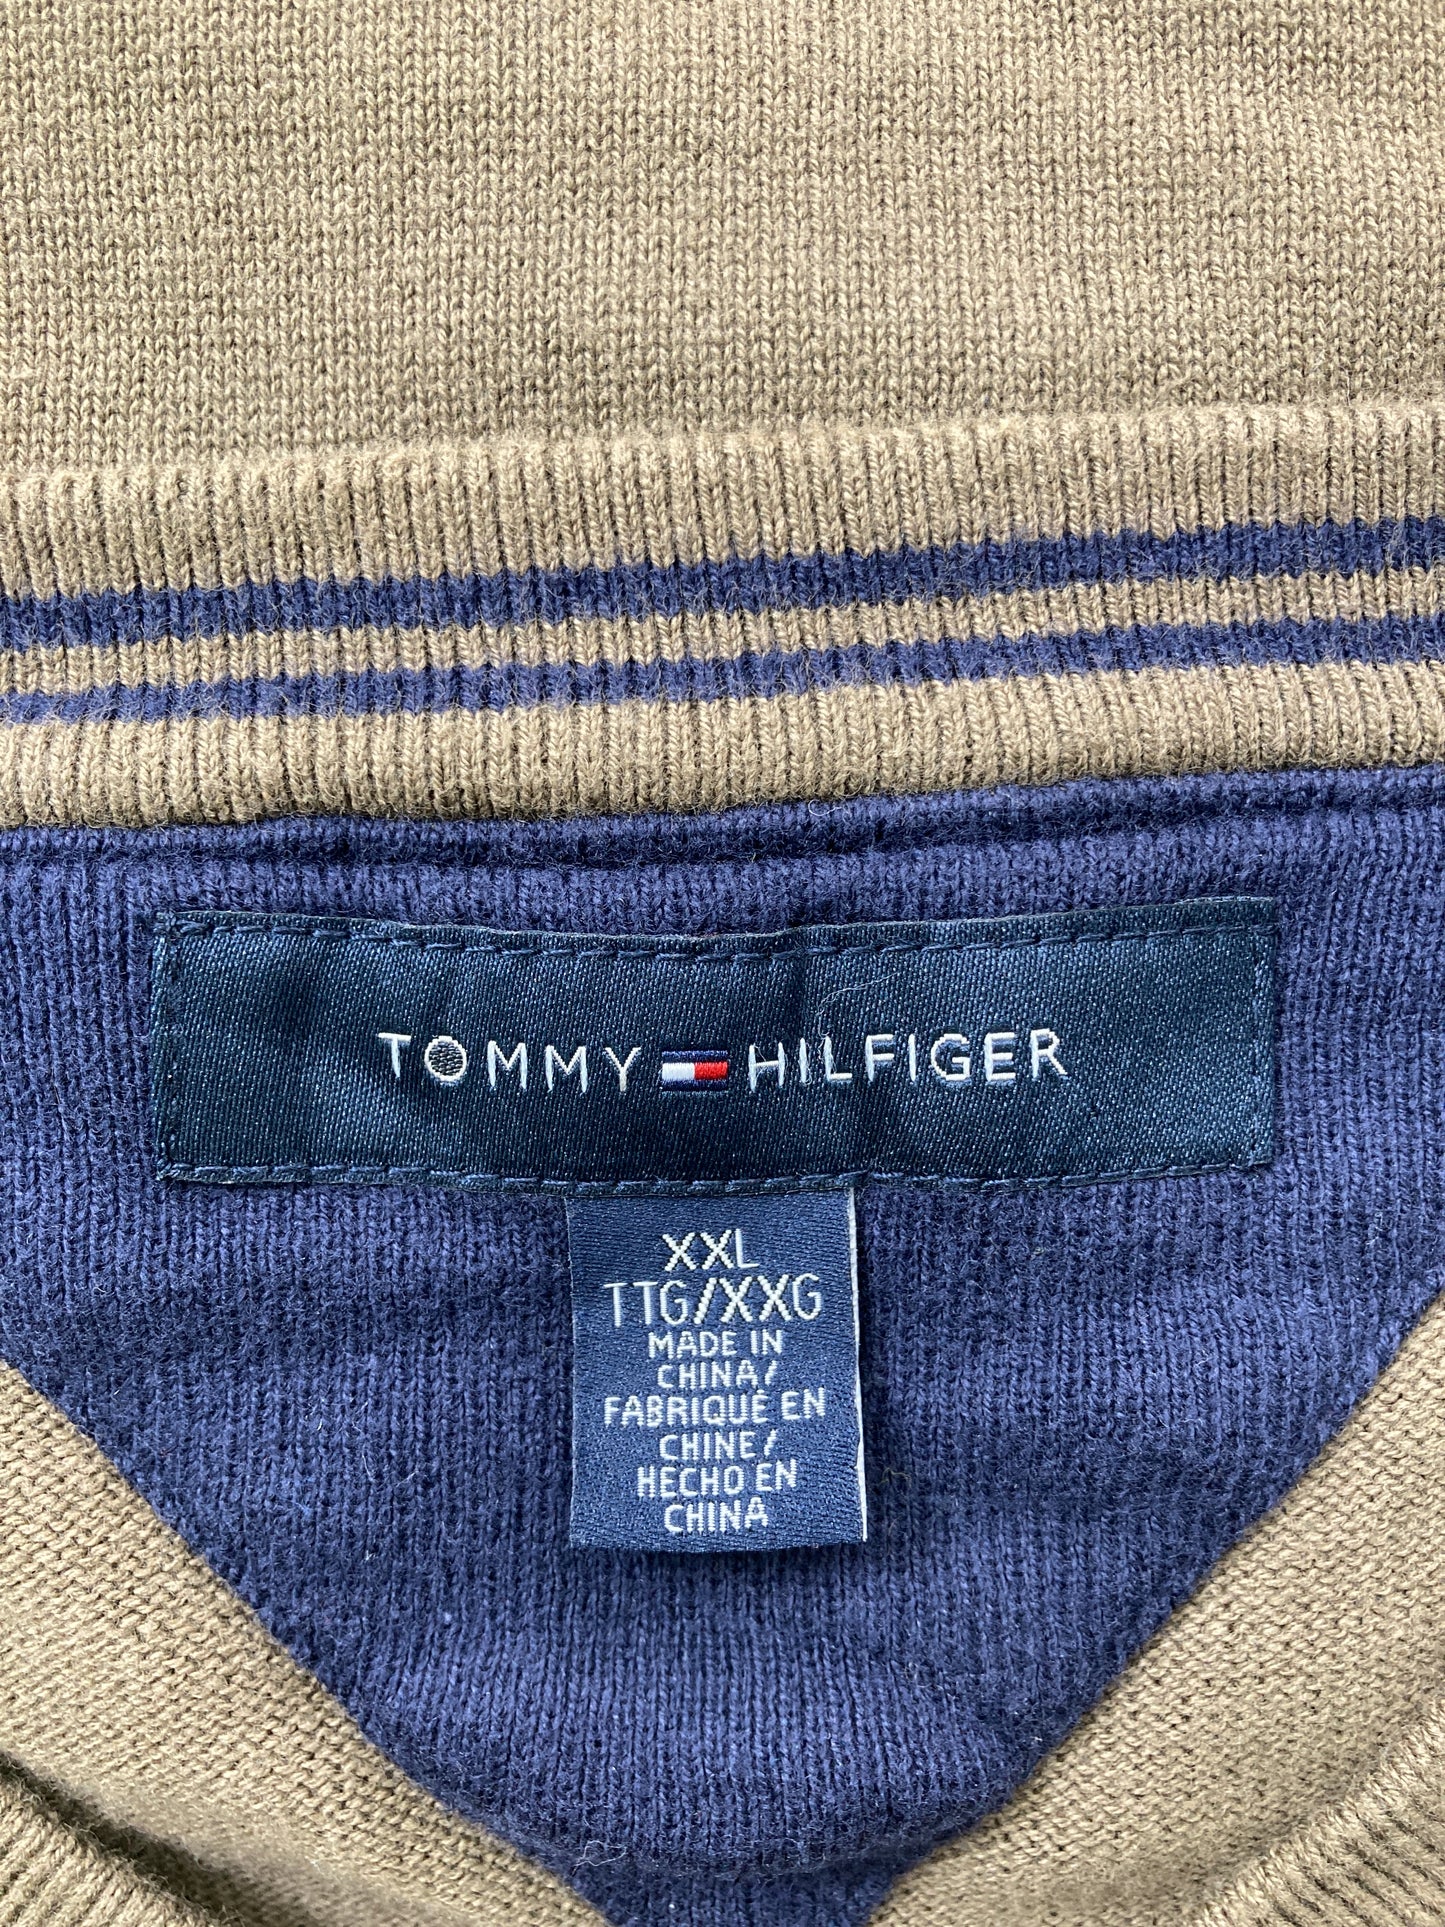 TOMMY HILFIGER
XXL
TTG/XXG
MADE IN
CHINA/
FABRIQUÉ EN
CHINE/
HECHO EN
CHINA